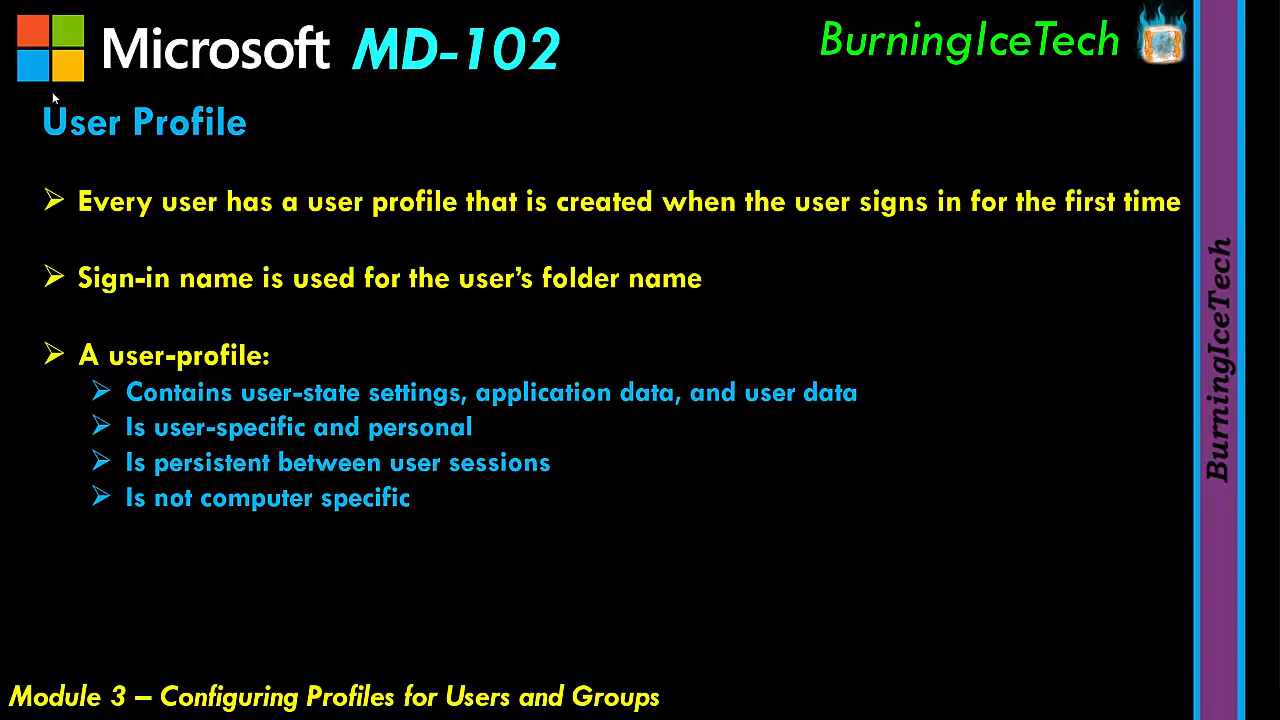 Microsoft MD-102
BurningIceTech
User Profile
Every user has a user profile that is created when the user signs in for the first time
Sign-in name is used for the user's folder name
A user-profile:
Contains user-state settings, application data, and user data
Is user-specific and personal
Is persistent between user sessions
Is not computer specific
BurningIceTech
Module 3 – Configuring Profiles for Users and Groups